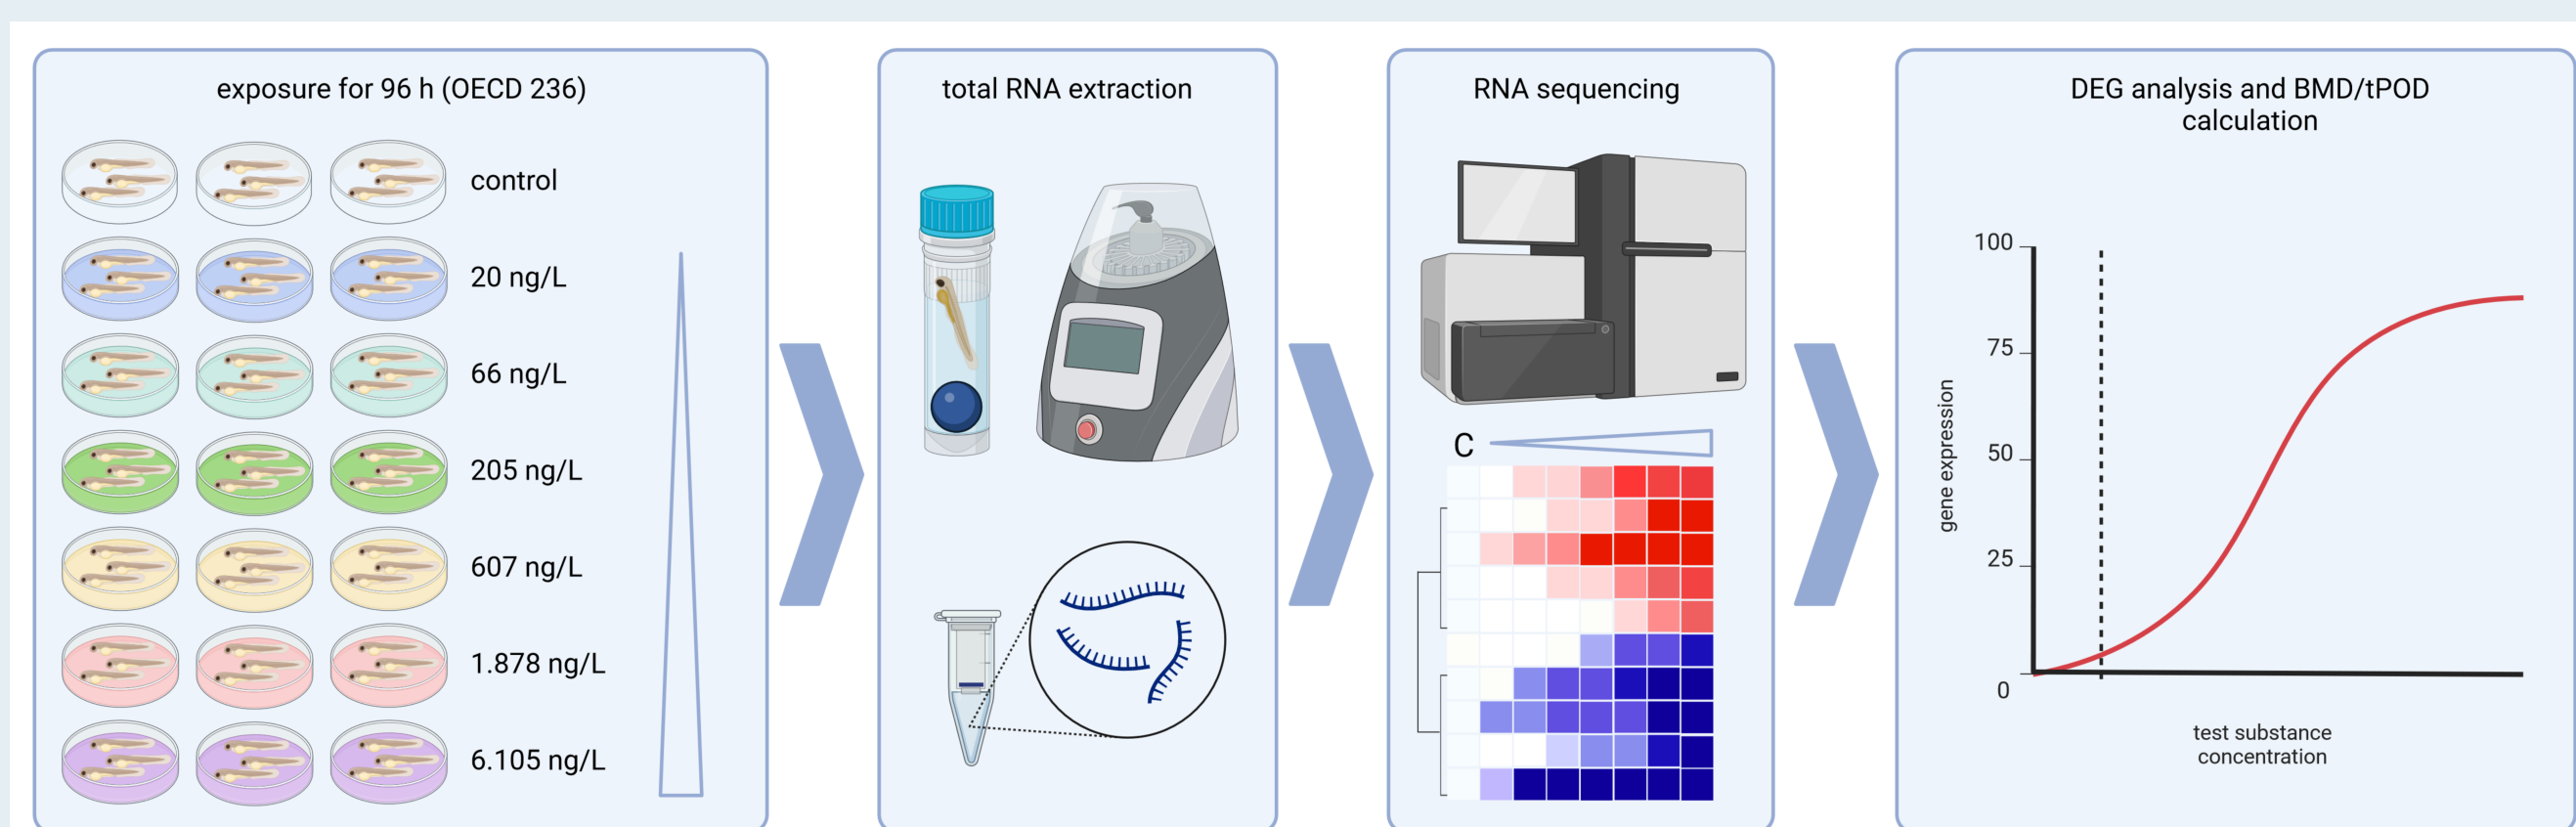 exposure for 96 h (OECD 236)
control
20 ng/L
66 ng/L
205 ng/L
607 ng/L
1.878 ng/L
6.105 ng/L
total RNA extraction
RNA sequencing
C
DEG analysis and BMD/tPOD
calculation
100
75
50
25
0
gene expression
test substance
concentration